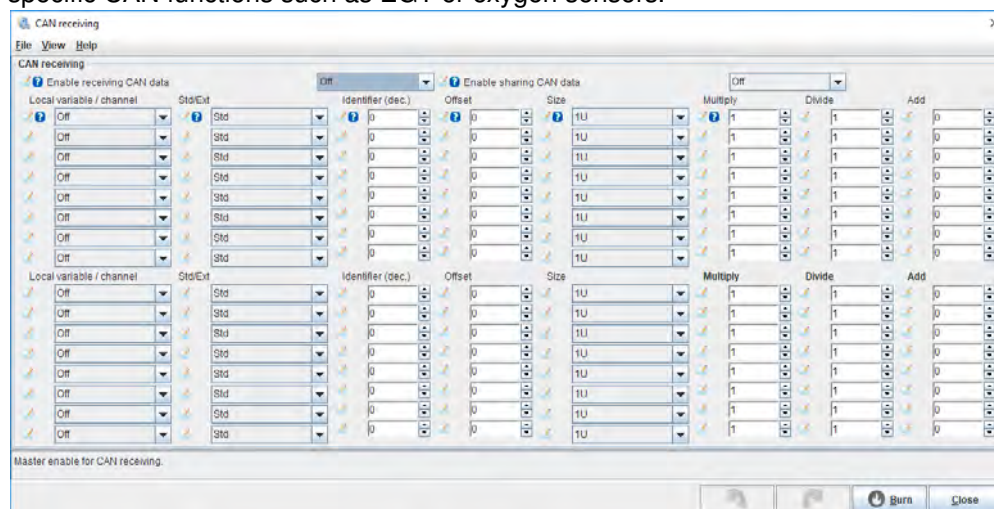 specific CAN functions such as EGT or oxygen sensors.
CAN receiving
File View Help
CAN receiving
Enable receiving CAN data Off Enable sharing CAN data Off
Local variable / channel Std/Ext Identifier (dec.) Offset Size Multiply Divide Add
Off Std 0 0 1U 1 1 0
Off Std 0 0 1U 1 1 0
Off Std 0 0 1U 1 1 0
Off Std 0 0 1U 1 1 0
Off Std 0 0 1U 1 1 0
Off Std 0 0 1U 1 1 0
Off Std 0 0 1U 1 1 0
Off Std 0 0 1U 1 1 0
Local variable / channel Std/Ext Identifier (dec.) Offset Size Multiply Divide Add
Off Std 0 0 1U 1 1 0
Off Std 0 0 1U 1 1 0
Off Std 0 0 1U 1 1 0
Off Std 0 0 1U 1 1 0
Off Std 0 0 1U 1 1 0
Off Std 0 0 1U 1 1 0
Off Std 0 0 1U 1 1 0
Off Std 0 0 1U 1 1 0
Master enable for CAN receiving.
Burn Close